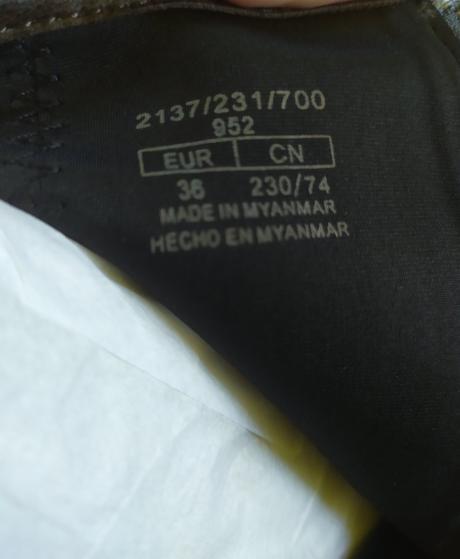 2137/231/700
952
EUR CN
36 230/74
MADE IN MYANMAR
HECHO EN MYANMAR